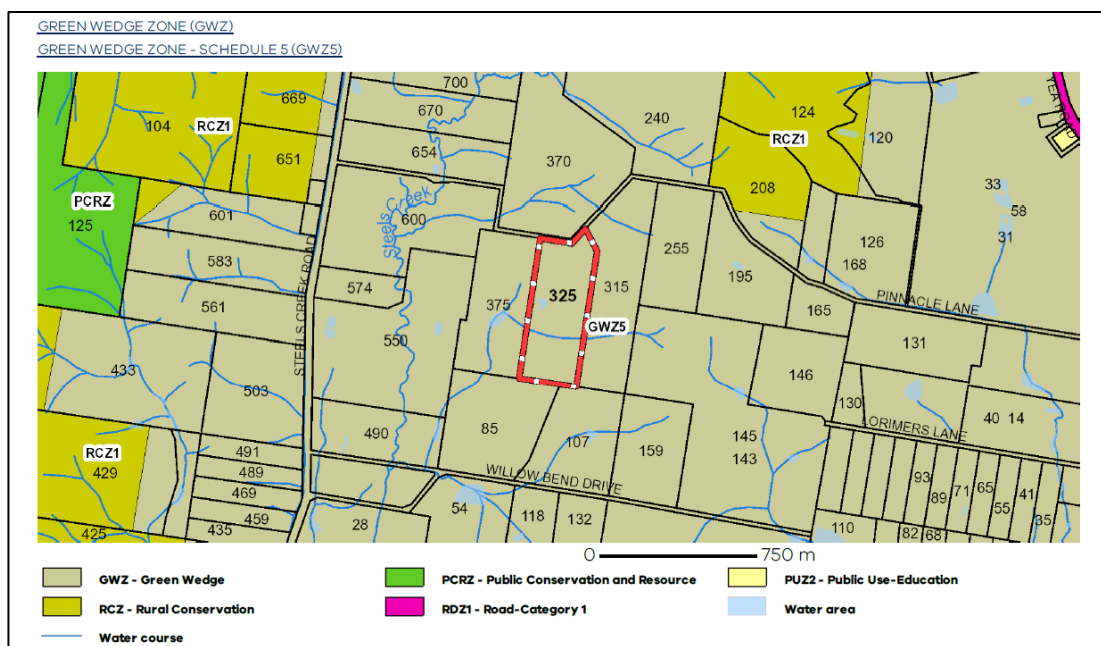 GREEN WEDGE ZONE (GWZ)
GREEN WEDGE ZONE - SCHEDULE 5 (GWZ5)
700
669
670
104
RCZ1
240
124
RCZ1
120
YEA ROAD
651
654
370
PCRZ
125
208
33
58
601
600
Steels Creek
31
126
583
255
168
STEELS CREEK ROAD
574
325
315
195
375
PINNACLE LANE
561
165
GWZ5
550
131
433
146
503
130
40 14
LORIMERS LANE
490
85
107
159
145
143
RCZ1
429
491
489
469
459
435
425
WILLOW BEND DRIVE
93
89
71
65
55
41
35
28
54
118
132
110
82
68
0 750 m
GWZ - Green Wedge
PCRZ - Public Conservation and Resource
PUZ2 - Public Use-Education
RCZ - Rural Conservation
RDZ1 - Road-Category 1
Water area
Water course